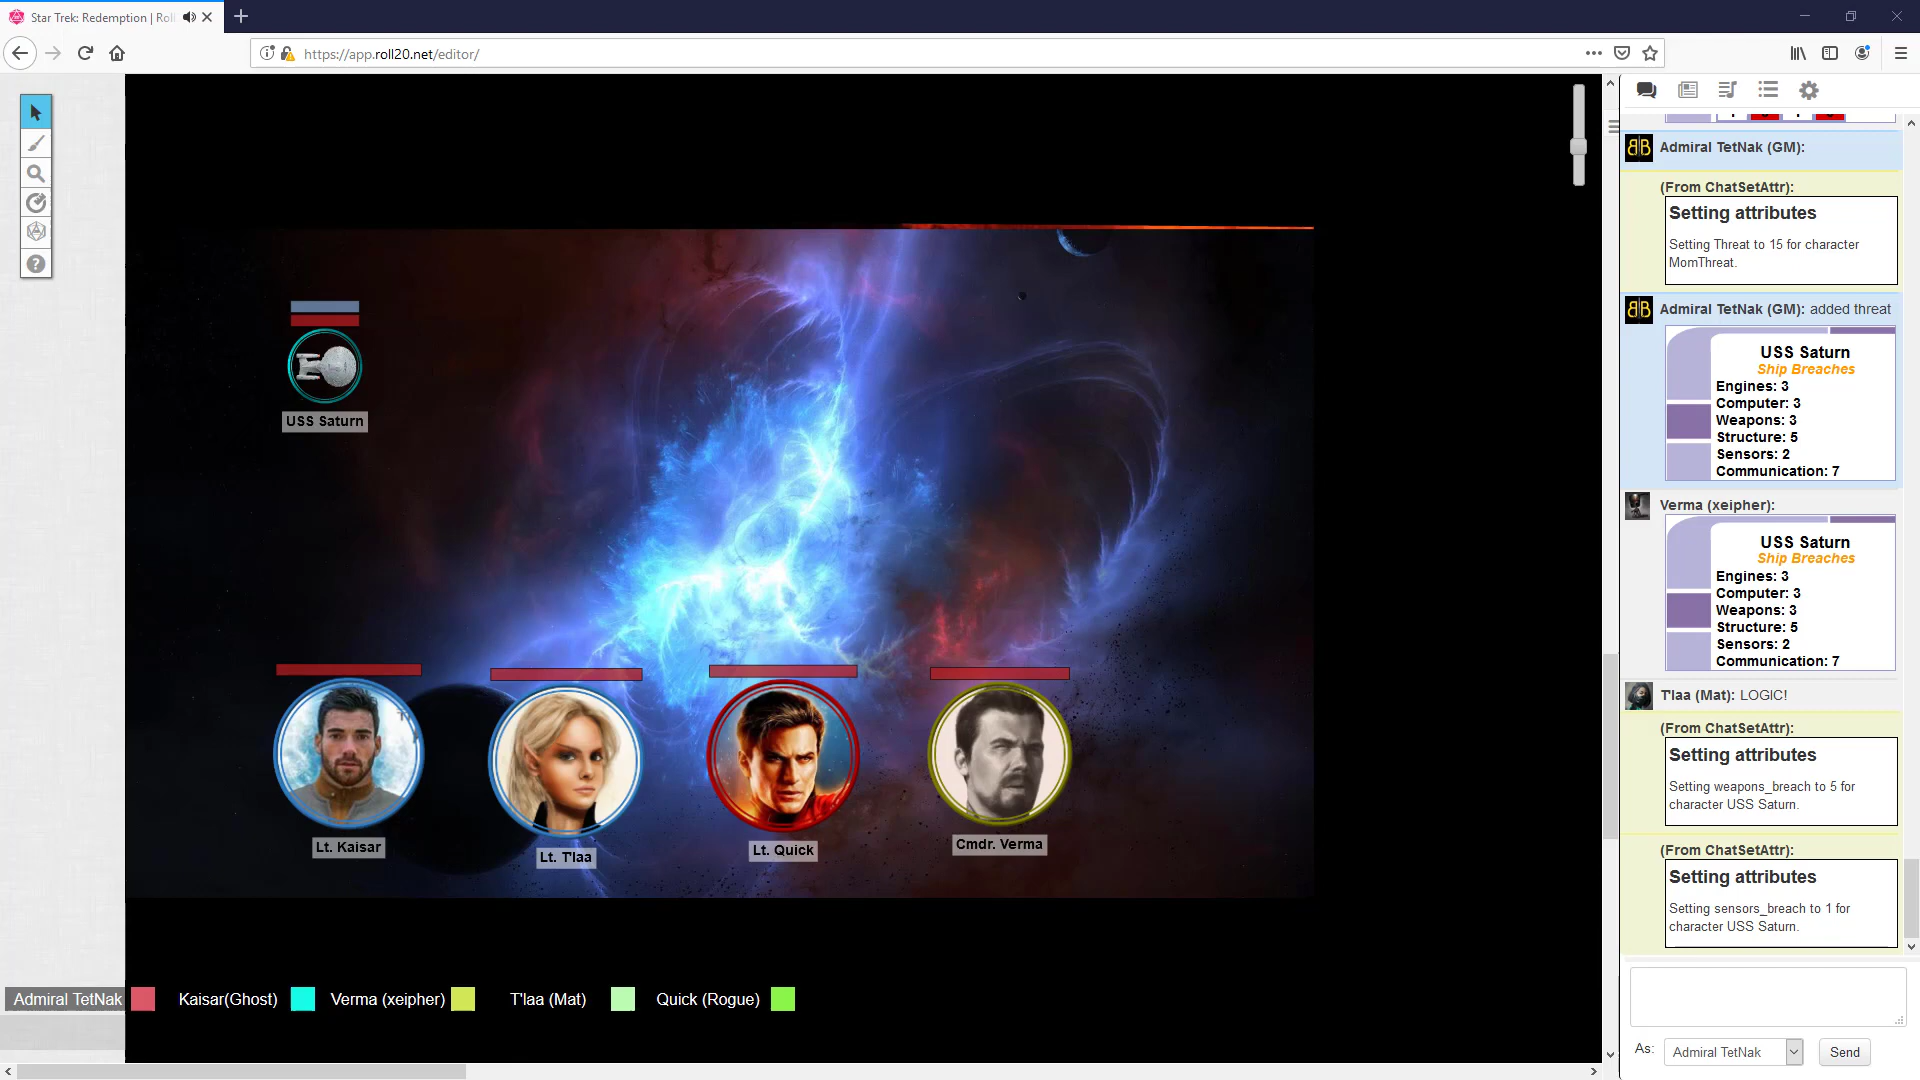 Star Trek: Redemption | Roll
https://app.roll20.net/editor/
USS Saturn
Lt. Kaisar
Lt. T'laa
Lt. Quick
Cmdr. Verma
Admiral TetNak
Kaisar(Ghost)
Verma (xeipher)
T'laa (Mat)
Quick (Rogue)
Admiral TetNak (GM):
(From ChatSetAttr):
Setting attributes
Setting Threat to 15 for character
MomThreat.
Admiral TetNak (GM): added threat
USS Saturn
Ship Breaches
Engines: 3
Computer: 3
Weapons: 3
Structure: 5
Sensors: 2
Communication: 7
Verma (xeipher):
USS Saturn
Ship Breaches
Engines: 3
Computer: 3
Weapons: 3
Structure: 5
Sensors: 2
Communication: 7
T'laa (Mat): LOGIC!
(From ChatSetAttr):
Setting attributes
Setting weapons_breach to 5 for
character USS Saturn.
(From ChatSetAttr):
Setting attributes
Setting sensors_breach to 1 for
character USS Saturn.
As:
Admiral TetNak
Send